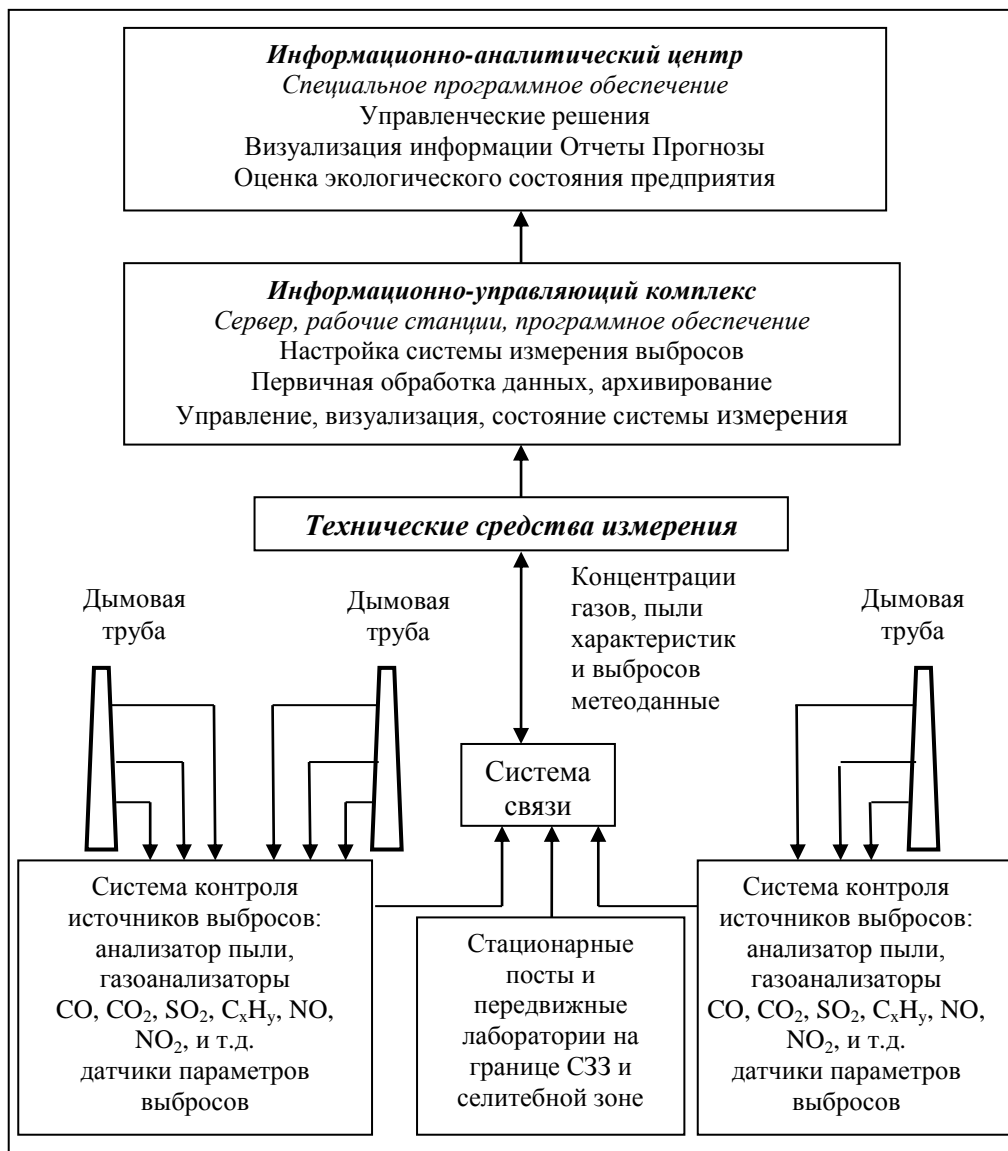 Информационно-аналитический центр
Специальное программное обеспечение
Управленческие решения
Визуализация информации Отчеты Прогнозы
Оценка экологического состояния предприятия
Информационно-управляющий комплекс
Сервер, рабочие станции, программное обеспечение
Настройка системы измерения выбросов
Первичная обработка данных, архивирование
Управление, визуализация, состояние системы измерения
Технические средства измерения
Дымовая
труба
Дымовая
труба
Концентрации
газов, пыли
характеристик
и выбросов
метеоданные
Дымовая
труба
Система
связи
Система контроля
источников выбросов:
анализатор пыли,
газоанализаторы
CO, CO₂, SO₂, CₓHᵧ, NO,
NO₂, и т.д.
датчики параметров
выбросов
Стационарные
посты и
передвижные
лаборатории на
границе СЗЗ и
селитебной зоне
Система контроля
источников выбросов:
анализатор пыли,
газоанализаторы
CO, CO₂, SO₂, CₓHᵧ, NO,
NO₂, и т.д.
датчики параметров
выбросов